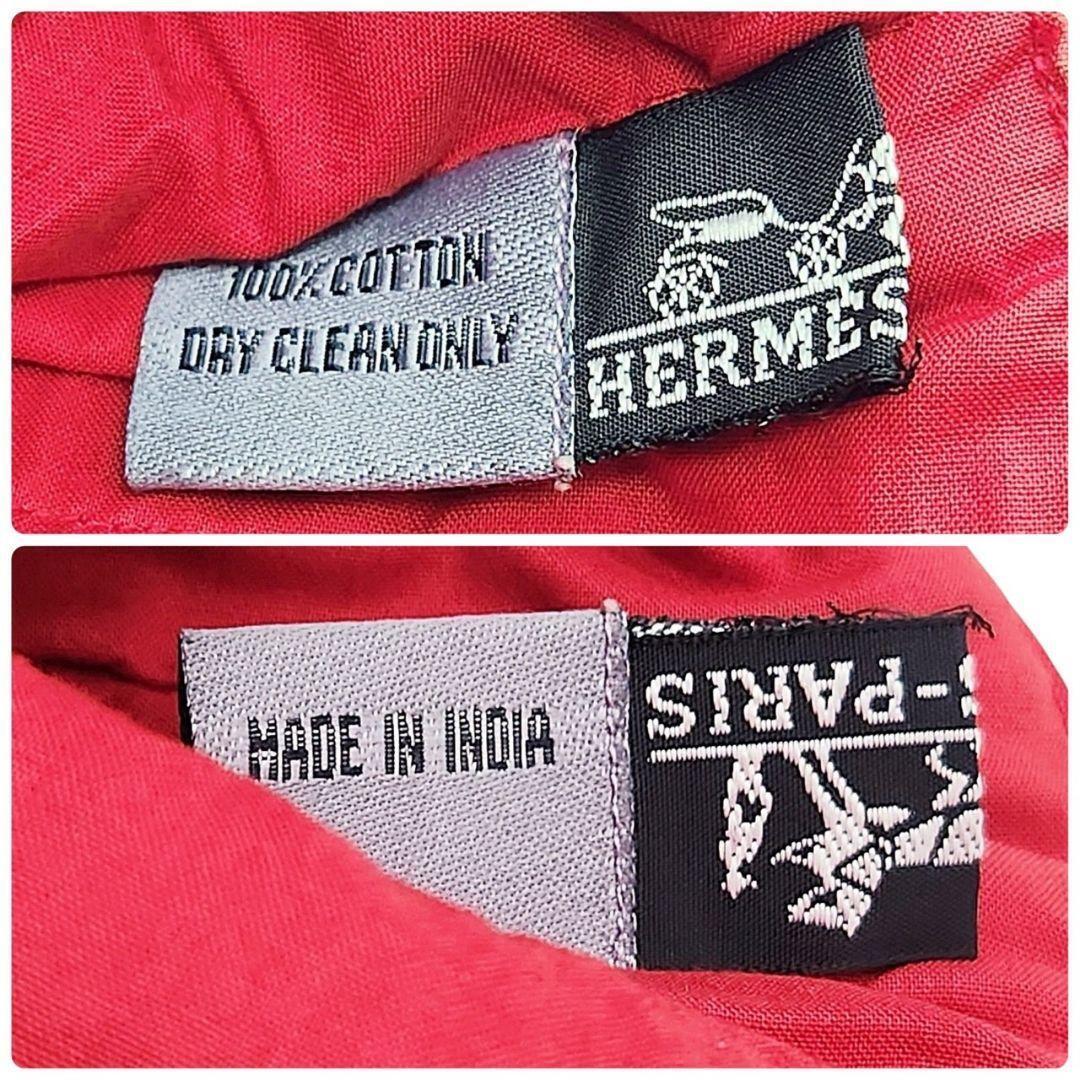 100% COTTON
DRY CLEAN ONLY
HERMES
MADE IN INDIA
S-PARIS